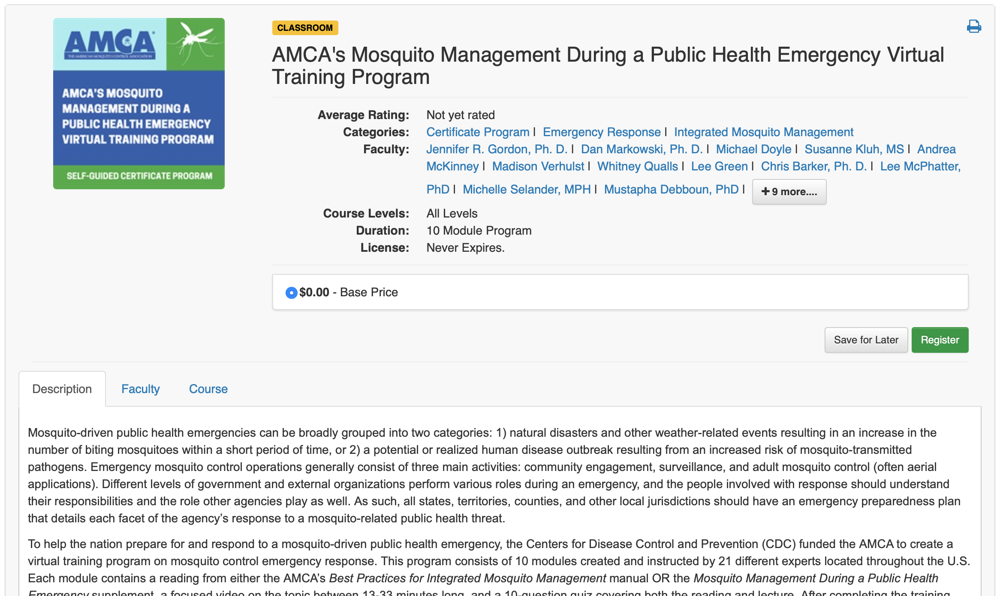 AMCA
THE AMERICAN MOSQUITO CONTROL ASSOCIATION
AMCA'S MOSQUITO
MANAGEMENT DURING A
PUBLIC HEALTH EMERGENCY
VIRTUAL TRAINING PROGRAM
SELF-GUIDED CERTIFICATE PROGRAM
CLASSROOM
AMCA's Mosquito Management During a Public Health Emergency Virtual
Training Program
Average Rating: Not yet rated
Categories: Certificate Program | Emergency Response | Integrated Mosquito Management
Faculty: Jennifer R. Gordon, Ph. D. | Dan Markowski, Ph. D. | Michael Doyle | Susanne Kluh, MS | Andrea
McKinney | Madison Verhulst | Whitney Qualls | Lee Green | Chris Barker, Ph. D. | Lee McPhatter,
PhD | Michelle Selander, MPH | Mustapha Debboun, PhD | +9 more....
Course Levels: All Levels
Duration: 10 Module Program
License: Never Expires.
$0.00 - Base Price
Save for Later Register
Description Faculty Course
Mosquito-driven public health emergencies can be broadly grouped into two categories: 1) natural disasters and other weather-related events resulting in an increase in the
number of biting mosquitoes within a short period of time, or 2) a potential or realized human disease outbreak resulting from an increased risk of mosquito-transmitted
pathogens. Emergency mosquito control operations generally consist of three main activities: community engagement, surveillance, and adult mosquito control (often aerial
applications). Different levels of government and external organizations perform various roles during an emergency, and the people involved with response should understand
their responsibilities and the role other agencies play as well. As such, all states, territories, counties, and other local jurisdictions should have an emergency preparedness plan
that details each facet of the agency’s response to a mosquito-related public health threat.
To help the nation prepare for and respond to a mosquito-driven public health emergency, the Centers for Disease Control and Prevention (CDC) funded the AMCA to create a
virtual training program on mosquito control emergency response. This program consists of 10 modules created and instructed by 21 different experts located throughout the U.S.
Each module contains a reading from either the AMCA’s Best Practices for Integrated Mosquito Management manual OR the Mosquito Management During a Public Health
Emergency supplement, a focused video on the topic between 13-33 minutes long, and a 10-question quiz covering both the reading and lecture. After completing the training